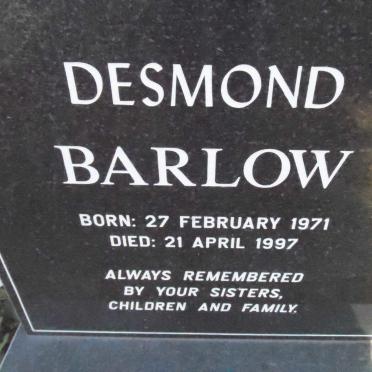 DESMOND
BARLOW
BORN: 27 FEBRUARY 1971
DIED: 21 APRIL 1997
ALWAYS REMEMBERED
BY YOUR SISTERS,
CHILDREN AND FAMILY.